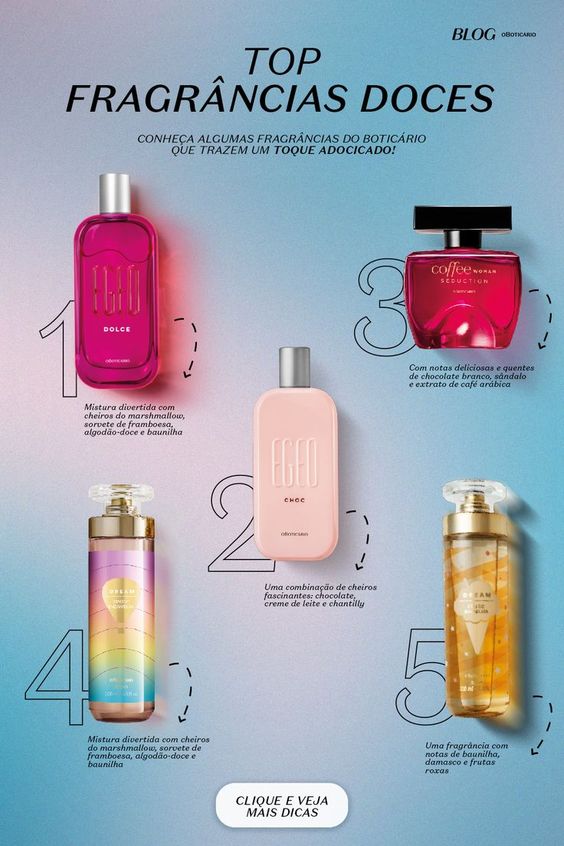 BLOG OBOTICÁRIO
TOP
FRAGRÂNCIAS DOCES
CONHEÇA ALGUMAS FRAGRÂNCIAS DO BOTICÁRIO
QUE TRAZEM UM TOQUE ADOCICADO!
1
EGEO
DOLCE
OBOTICÁRIO
Mistura divertida com
cheiros do marshmallow,
sorvete de framboesa,
algodão-doce e baunilha
3
coffee WOMAN
SEDUCTION
Com notas deliciosas e quentes
de chocolate branco, sândalo
e extrato de café arábica
2
EGEO
CHOC
OBOTICÁRIO
Uma combinação de cheiros
fascinantes: chocolate,
creme de leite e chantilly
4
DREAM
Mistura divertida com cheiros
do marshmallow, sorvete de
framboesa, algodão-doce e
baunilha
5
DREAM
Uma fragrância com
notas de baunilha,
damasco e frutas
roxas
CLIQUE E VEJA
MAIS DICAS